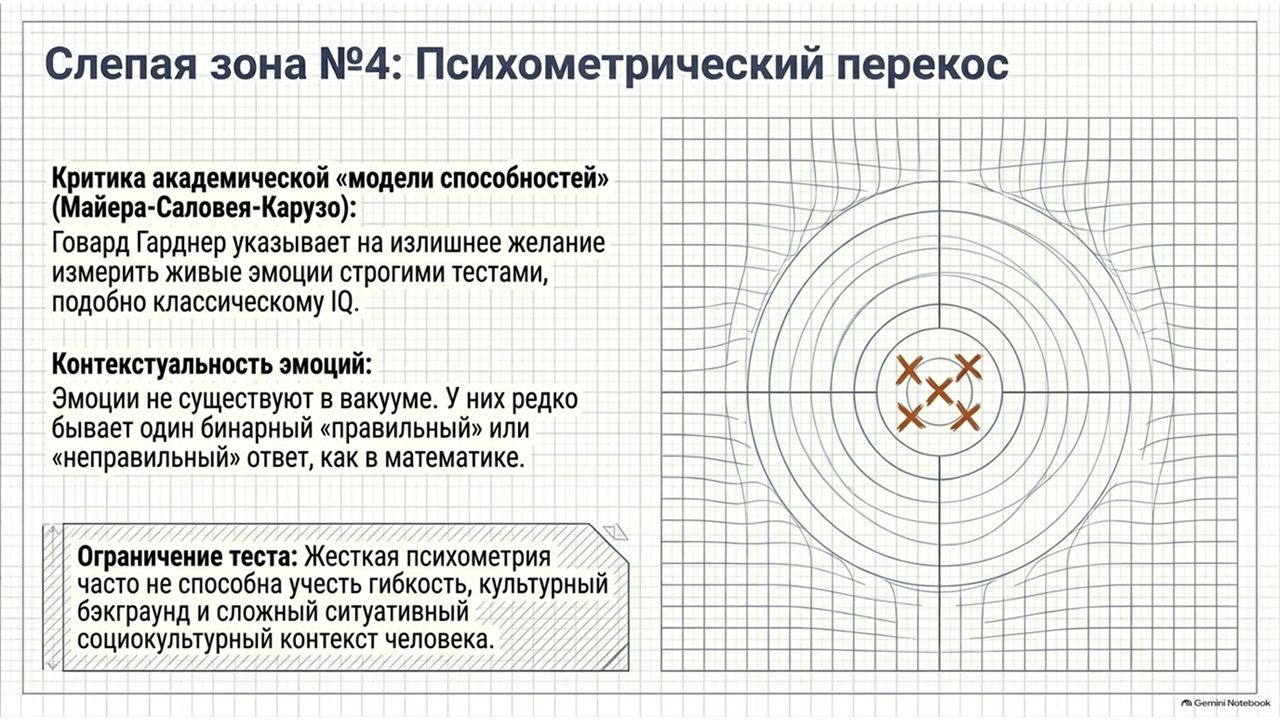 Слепая зона №4: Психометрический перекос
Критика академической «модели способностей»
(Майера-Саловея-Карузо):
Говард Гарднер указывает на излишнее желание
измерить живые эмоции строгими тестами,
подобно классическому IQ.
Контекстуальность эмоций:
Эмоции не существуют в вакууме. У них редко
бывает один бинарный «правильный» или
«неправильный» ответ, как в математике.
Ограничение теста: Жесткая психометрия
часто не способна учесть гибкость, культурный
бэкграунд и сложный ситуативный
социокультурный контекст человека.
Gemini Notebook